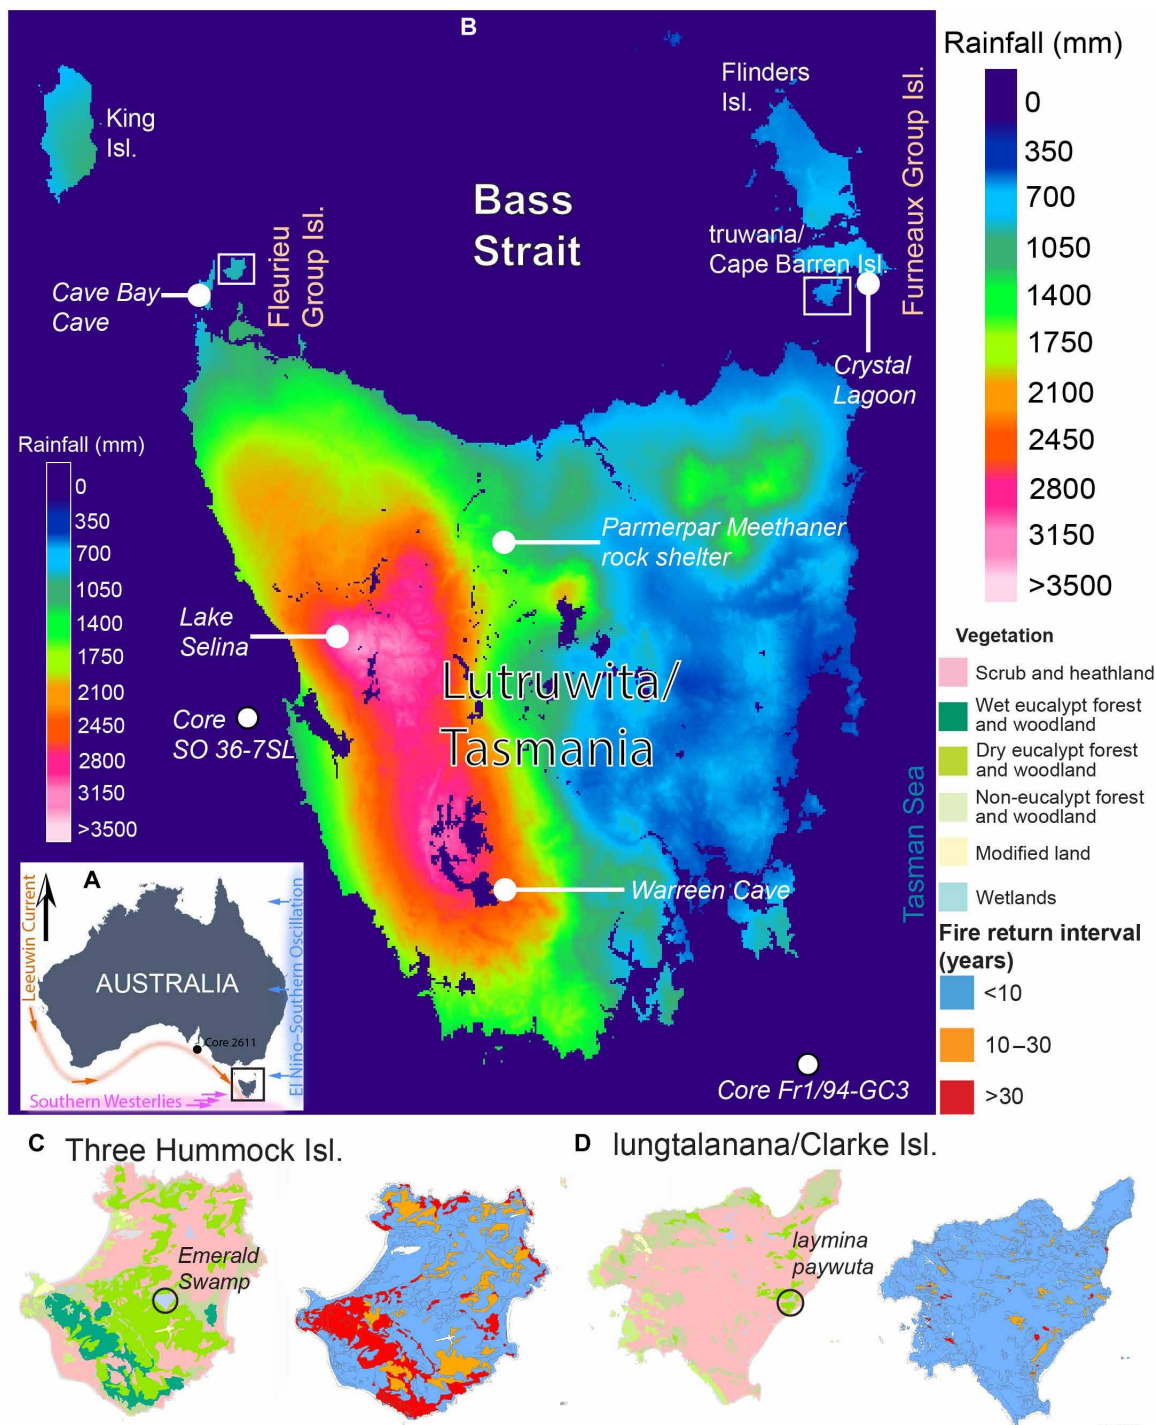 B
Rainfall (mm)
0
350
700
1050
1400
1750
2100
2450
2800
3150
>3500
King
Isl.
Flinders
Isl.
Furneaux Group Isl.
Bass
Strait
truwana/
Cape Barren Isl.
Fleurieu
Group Isl.
Cave Bay
Cave
Crystal
Lagoon
Rainfall (mm)
0
350
700
1050
1400
1750
2100
2450
2800
3150
>3500
Parmerpar Meethaner
rock shelter
Lake
Selina
Lutruwita/
Tasmania
Core
SO 36-7SL
Warreen Cave
Tasman Sea
Core Fr1/94-GC3
Vegetation
Scrub and heathland
Wet eucalypt forest
and woodland
Dry eucalypt forest
and woodland
Non-eucalypt forest
and woodland
Modified land
Wetlands
Fire return interval
(years)
<10
10–30
>30
A
Leeuwin Current
AUSTRALIA
El Niño–Southern Oscillation
Core 2611
Southern Westerlies
C Three Hummock Isl.
Emerald
Swamp
D lungtalanana/Clarke Isl.
laymina
paywuta